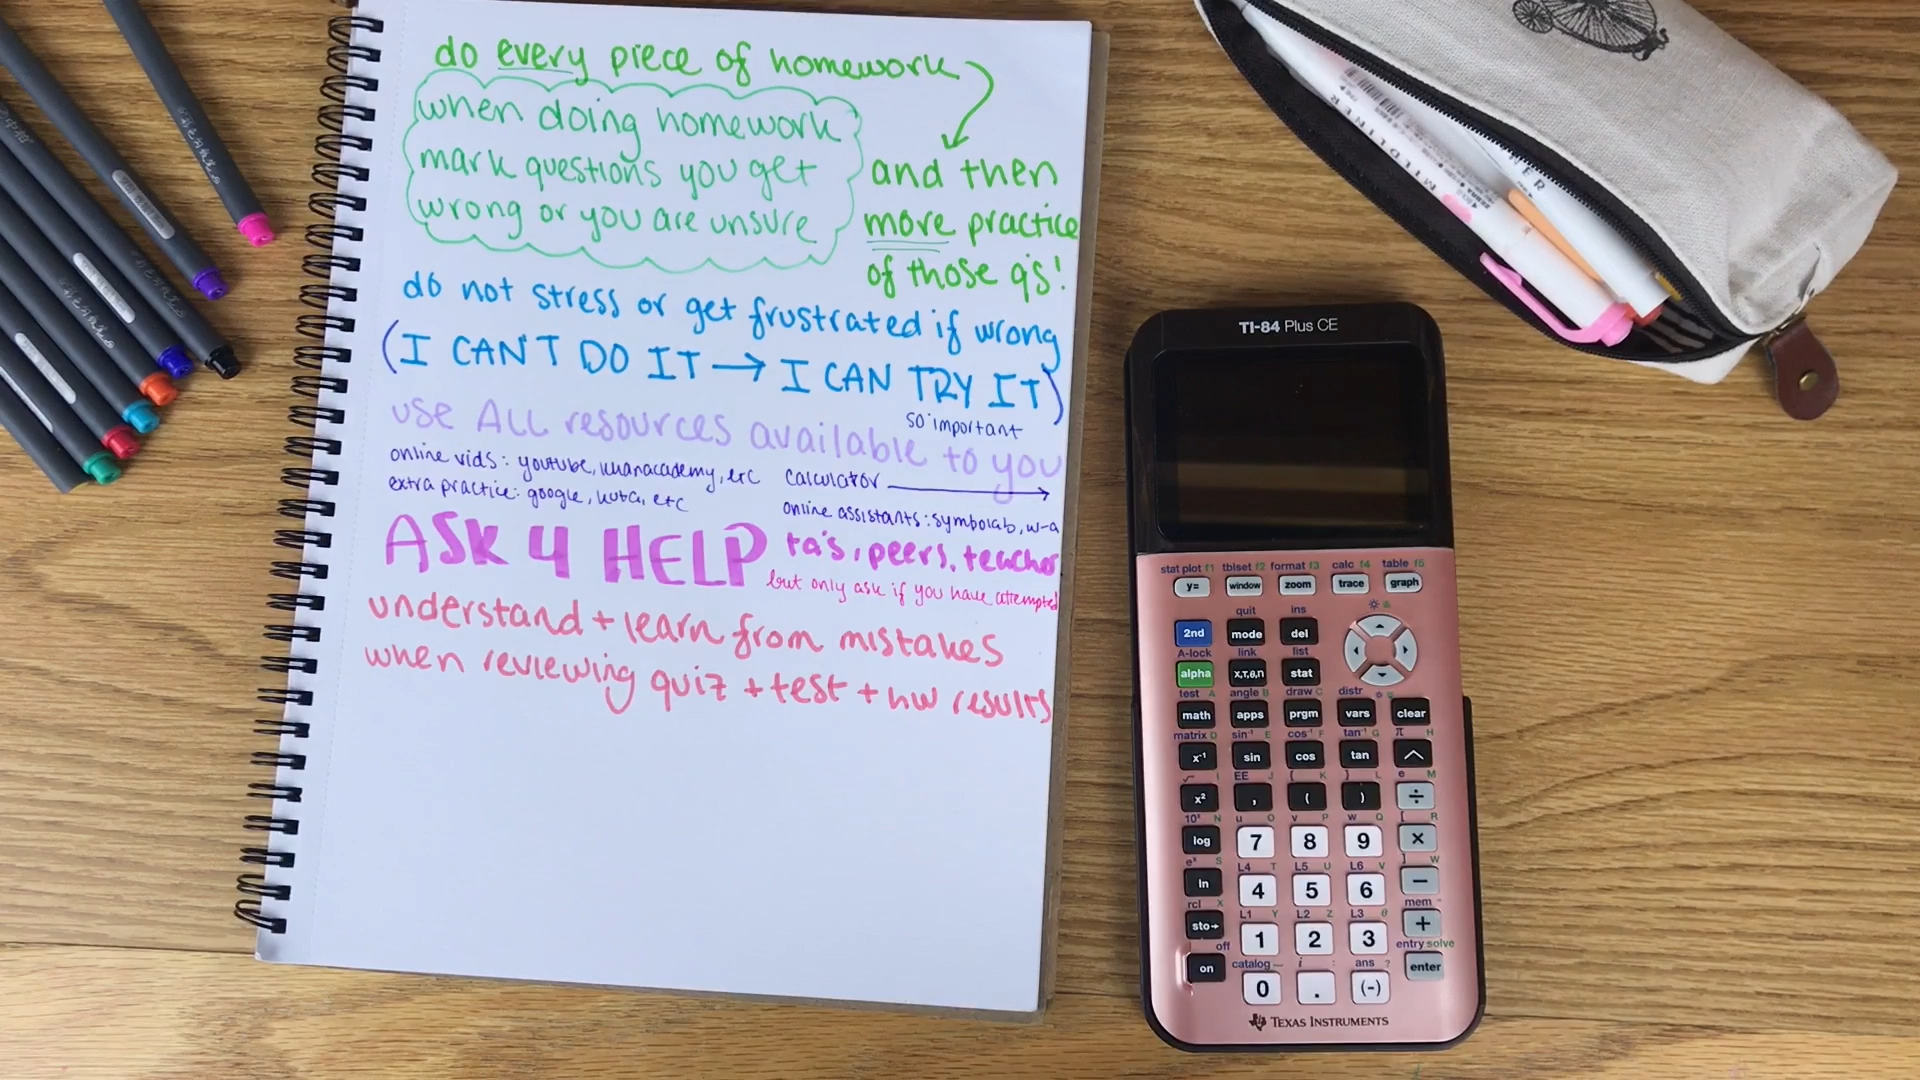 do every piece of homework
when doing homework
mark questions you get
wrong or you are unsure
and then
more practice
of those q's!
do not stress or get frustrated if wrong
(I CAN'T DO IT → I CAN TRY IT)
so important
use ALL resources available to you
online vids: youtube, khanacademy, etc
extra practice: google, kuta, etc
calculator
online assistants: symbolab, w-a
ASK 4 HELP
ta's, peers, teacher
but only ask if you have attempted
understand + learn from mistakes
when reviewing quiz + test + hw results
MILDLINER
TI-84 Plus CE
stat plot f1 tblset f2 format f3 calc f4 table f5
y= window zoom trace graph
quit ins
2nd mode del
A-lock link list
alpha X,T,θ,n stat
test A angle B draw C distr
math apps prgm vars clear
matrix D sin⁻¹ E cos⁻¹ F tan⁻¹ G π H
x⁻¹ sin cos tan ^
√ I EE J { K } L e M
x² , ( ) ÷
10ˣ N u O v P w Q [ R
log 7 8 9 ×
eˣ S L4 T L5 U L6 V ] W
ln 4 5 6 −
rcl X L1 Y L2 Z L3 θ mem "
sto→ 1 2 3 +
off catalog i : ans ? entry solve
on 0 . (-) enter
TEXAS INSTRUMENTS